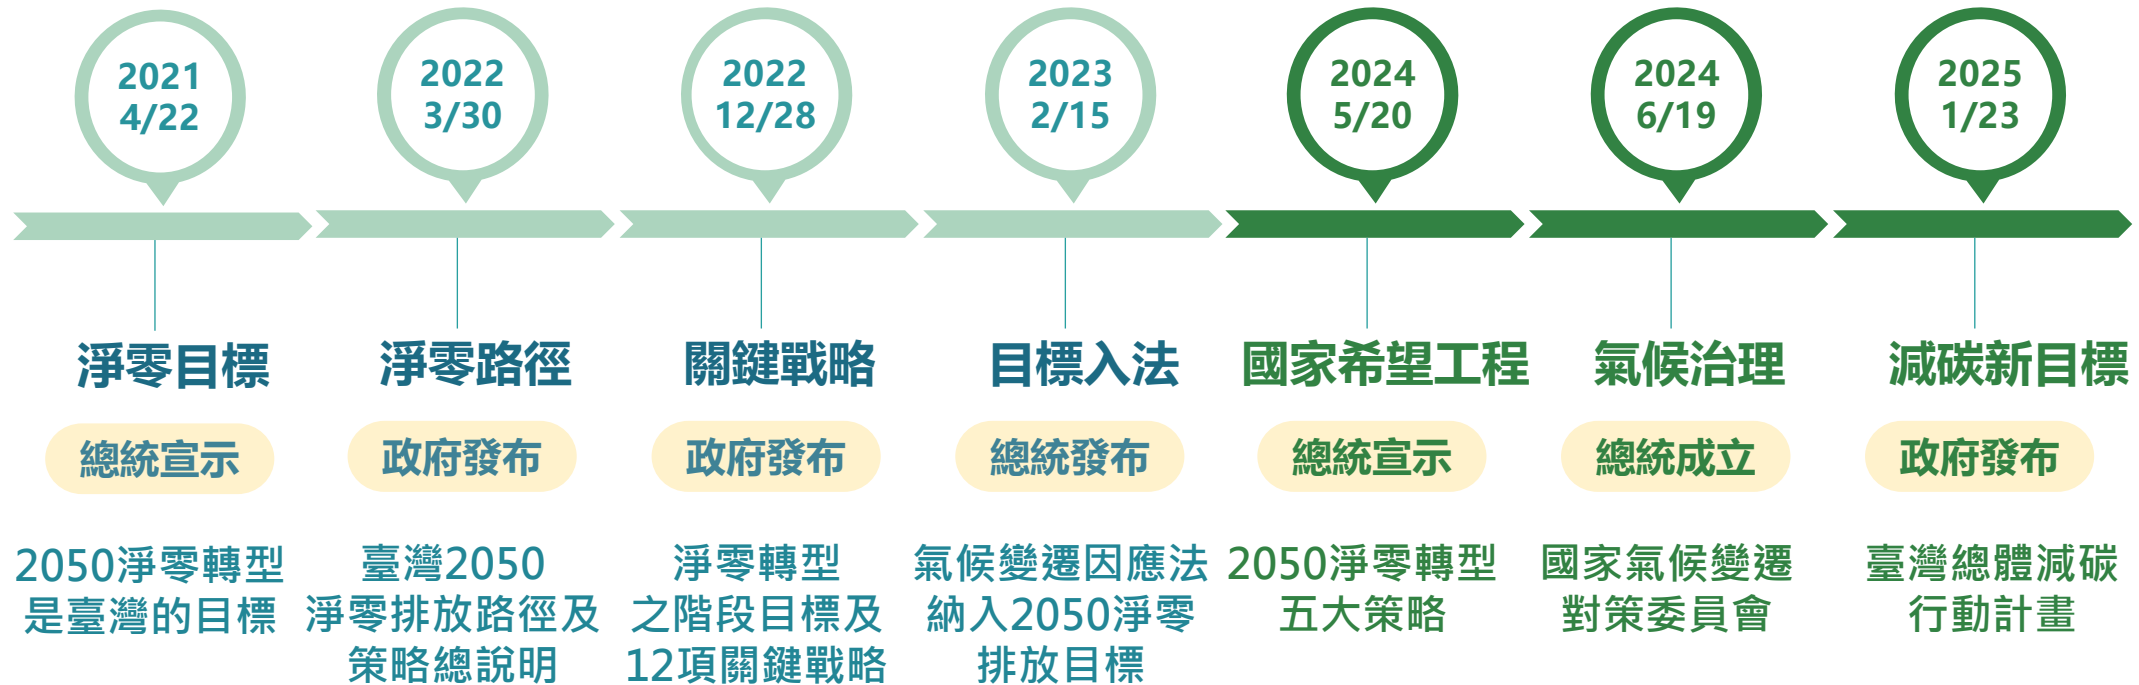 2021
4/22
淨零目標
總統宣示
2050淨零轉型
是臺灣的目標
2022
3/30
淨零路徑
政府發布
臺灣2050
淨零排放路徑及
策略總說明
2022
12/28
關鍵戰略
政府發布
淨零轉型
之階段目標及
12項關鍵戰略
2023
2/15
目標入法
總統發布
氣候變遷因應法
納入2050淨零
排放目標
2024
5/20
國家希望工程
總統宣示
2050淨零轉型
五大策略
2024
6/19
氣候治理
總統成立
國家氣候變遷
對策委員會
2025
1/23
減碳新目標
政府發布
臺灣總體減碳
行動計畫